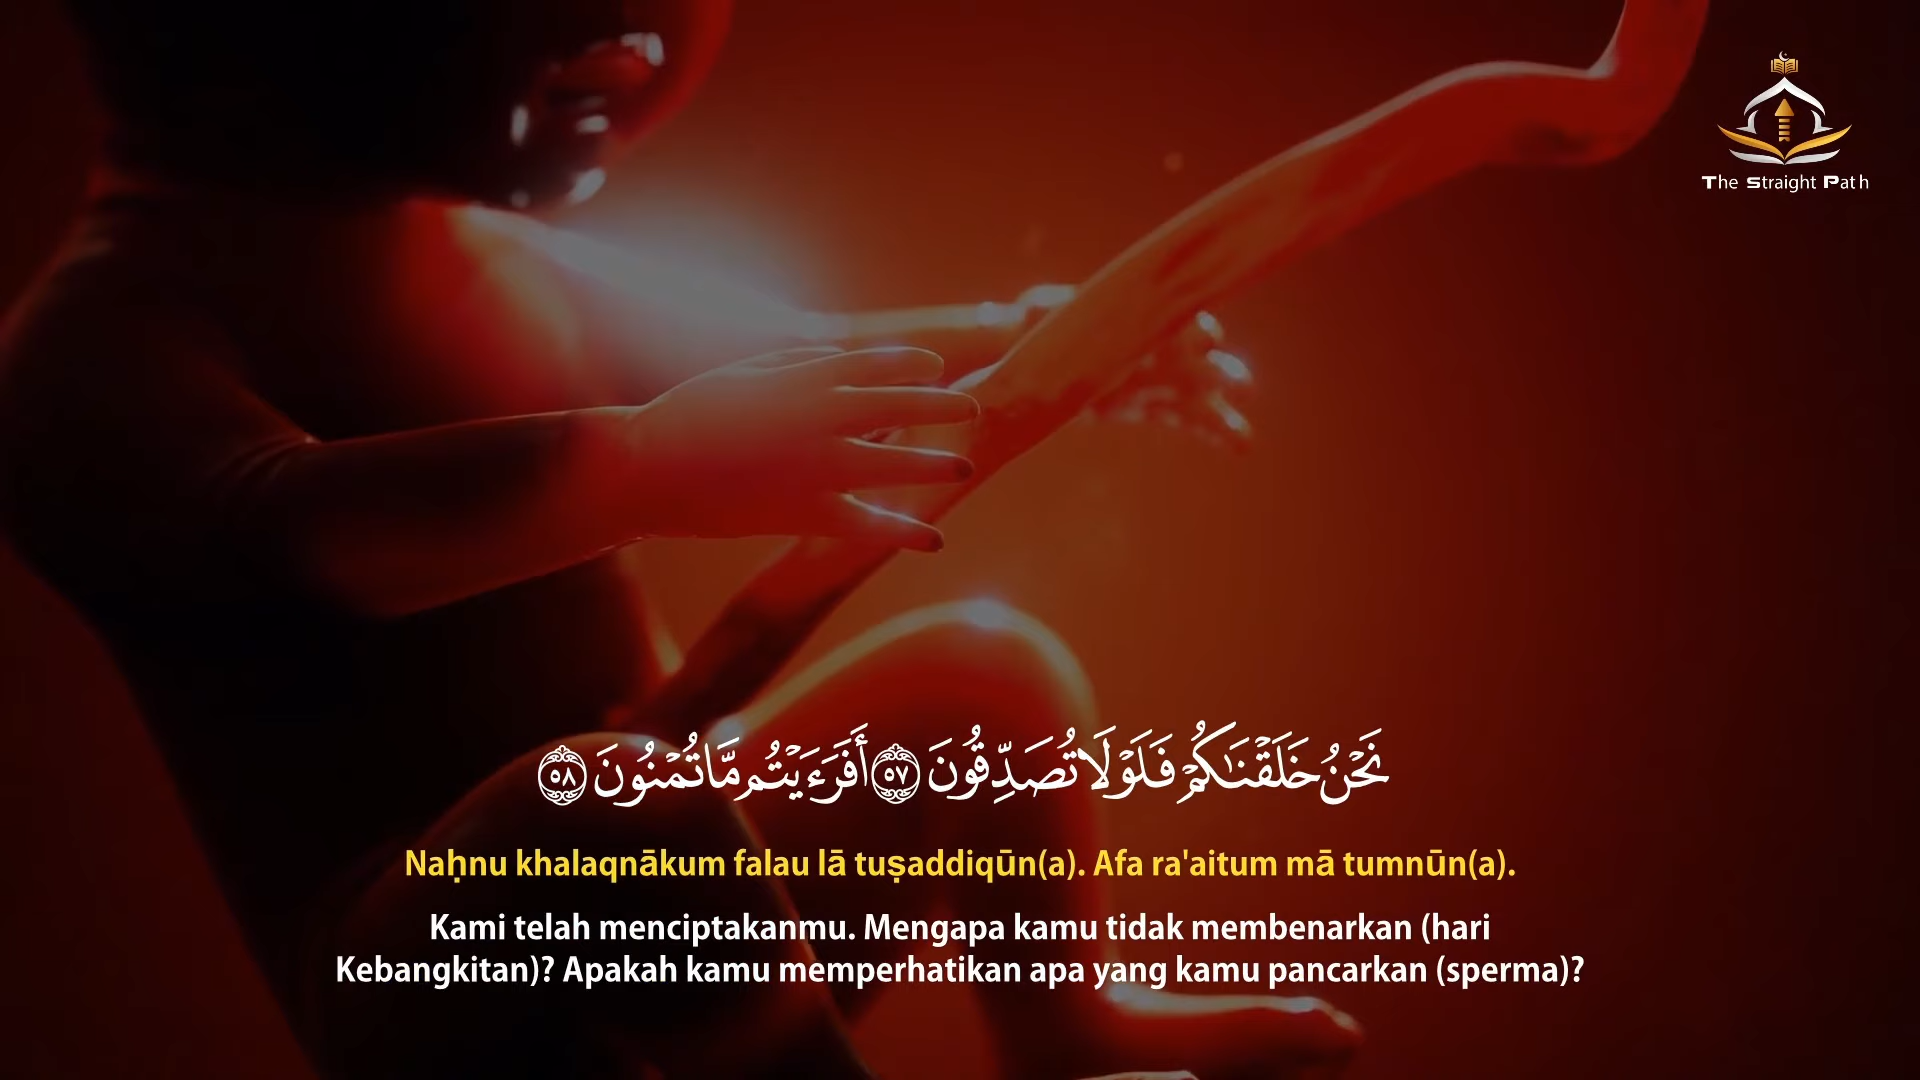 The Straight Path
نَحْنُ خَلَقْنَـٰكُمْ فَلَوْلَا تُصَدِّقُونَ ٥٧ أَفَرَءَيْتُم مَّا تُمْنُونَ ٥٨
Naḥnu khalaqnākum falau lā tuṣaddiqūn(a). Afa ra'aitum mā tumnūn(a).
Kami telah menciptakanmu. Mengapa kamu tidak membenarkan (hari
Kebangkitan)? Apakah kamu memperhatikan apa yang kamu pancarkan (sperma)?